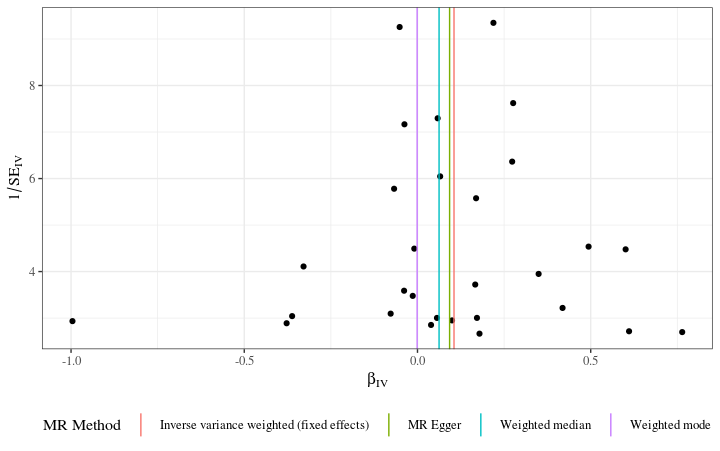 8
6
4
1/SE_IV
-1.0 -0.5 0.0 0.5
β_IV
MR Method Inverse variance weighted (fixed effects) MR Egger Weighted median Weighted mode